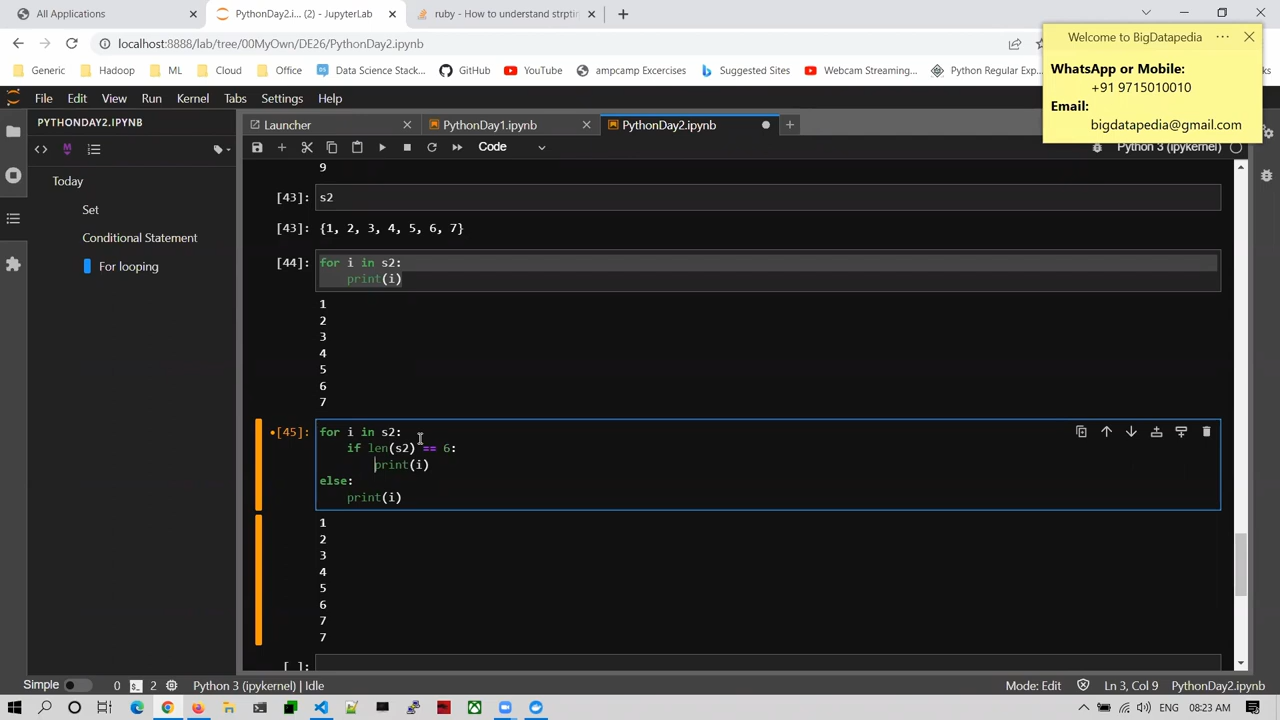 All Applications
PythonDay2.i... (2) - JupyterLab
ruby - How to understand strptin
localhost:8888/lab/tree/00MyOwn/DE26/PythonDay2.ipynb
Welcome to BigDatapedia
Generic
Hadoop
ML
Cloud
Office
Data Science Stack...
GitHub
YouTube
ampcamp Excercises
Suggested Sites
Webcam Streaming...
Python Regular Exp...
WhatsApp or Mobile:
+91 9715010010
Email:
bigdatapedia@gmail.com
File
Edit
View
Run
Kernel
Tabs
Settings
Help
PYTHONDAY2.IPYNB
Launcher
PythonDay1.ipynb
PythonDay2.ipynb
Code
Python 3 (ipykernel)
Today
Set
Conditional Statement
For looping
9
[43]: s2
[43]: {1, 2, 3, 4, 5, 6, 7}
[44]: for i in s2:
print(i)
1
2
3
4
5
6
7
[45]: for i in s2:
if len(s2) == 6:
print(i)
else:
print(i)
1
2
3
4
5
6
7
7
[ ]:
Simple
0
2
Python 3 (ipykernel) | Idle
Mode: Edit
Ln 3, Col 9
PythonDay2.ipynb
ENG
08:23 AM